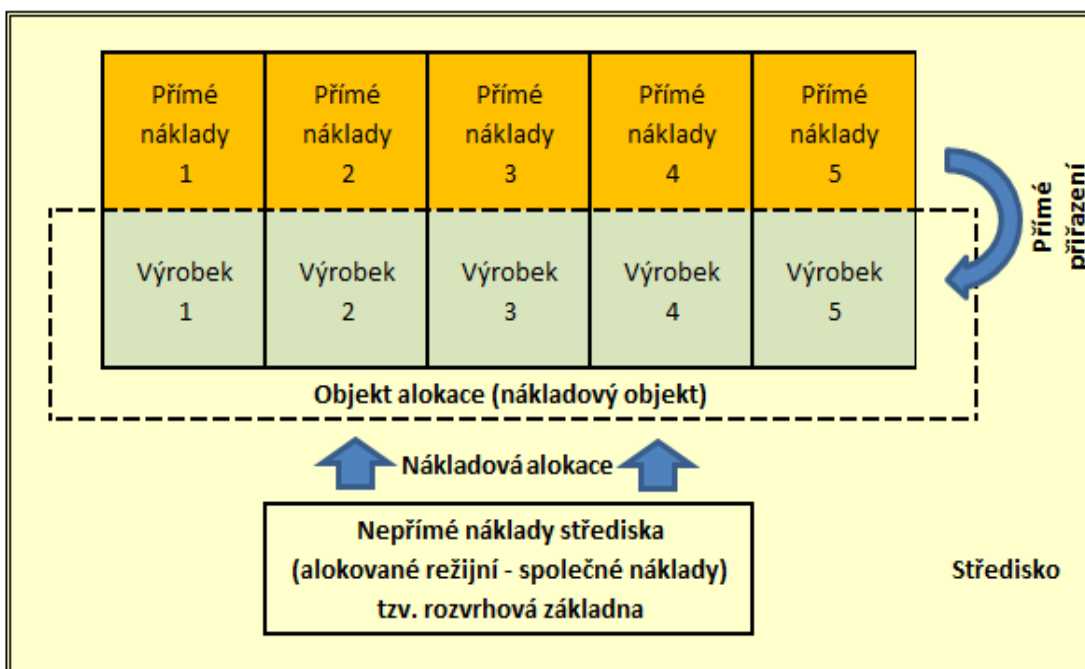 Přímé Přímé Přímé Přímé Přímé
náklady náklady náklady náklady náklady
1 2 3 4 5
Přímé
přiřazení
Výrobek Výrobek Výrobek Výrobek Výrobek
1 2 3 4 5
Objekt alokace (nákladový objekt)
Nákladová alokace
Nepřímé náklady střediska
(alokované režijní - společné náklady)
tzv. rozvrhová základna
Středisko